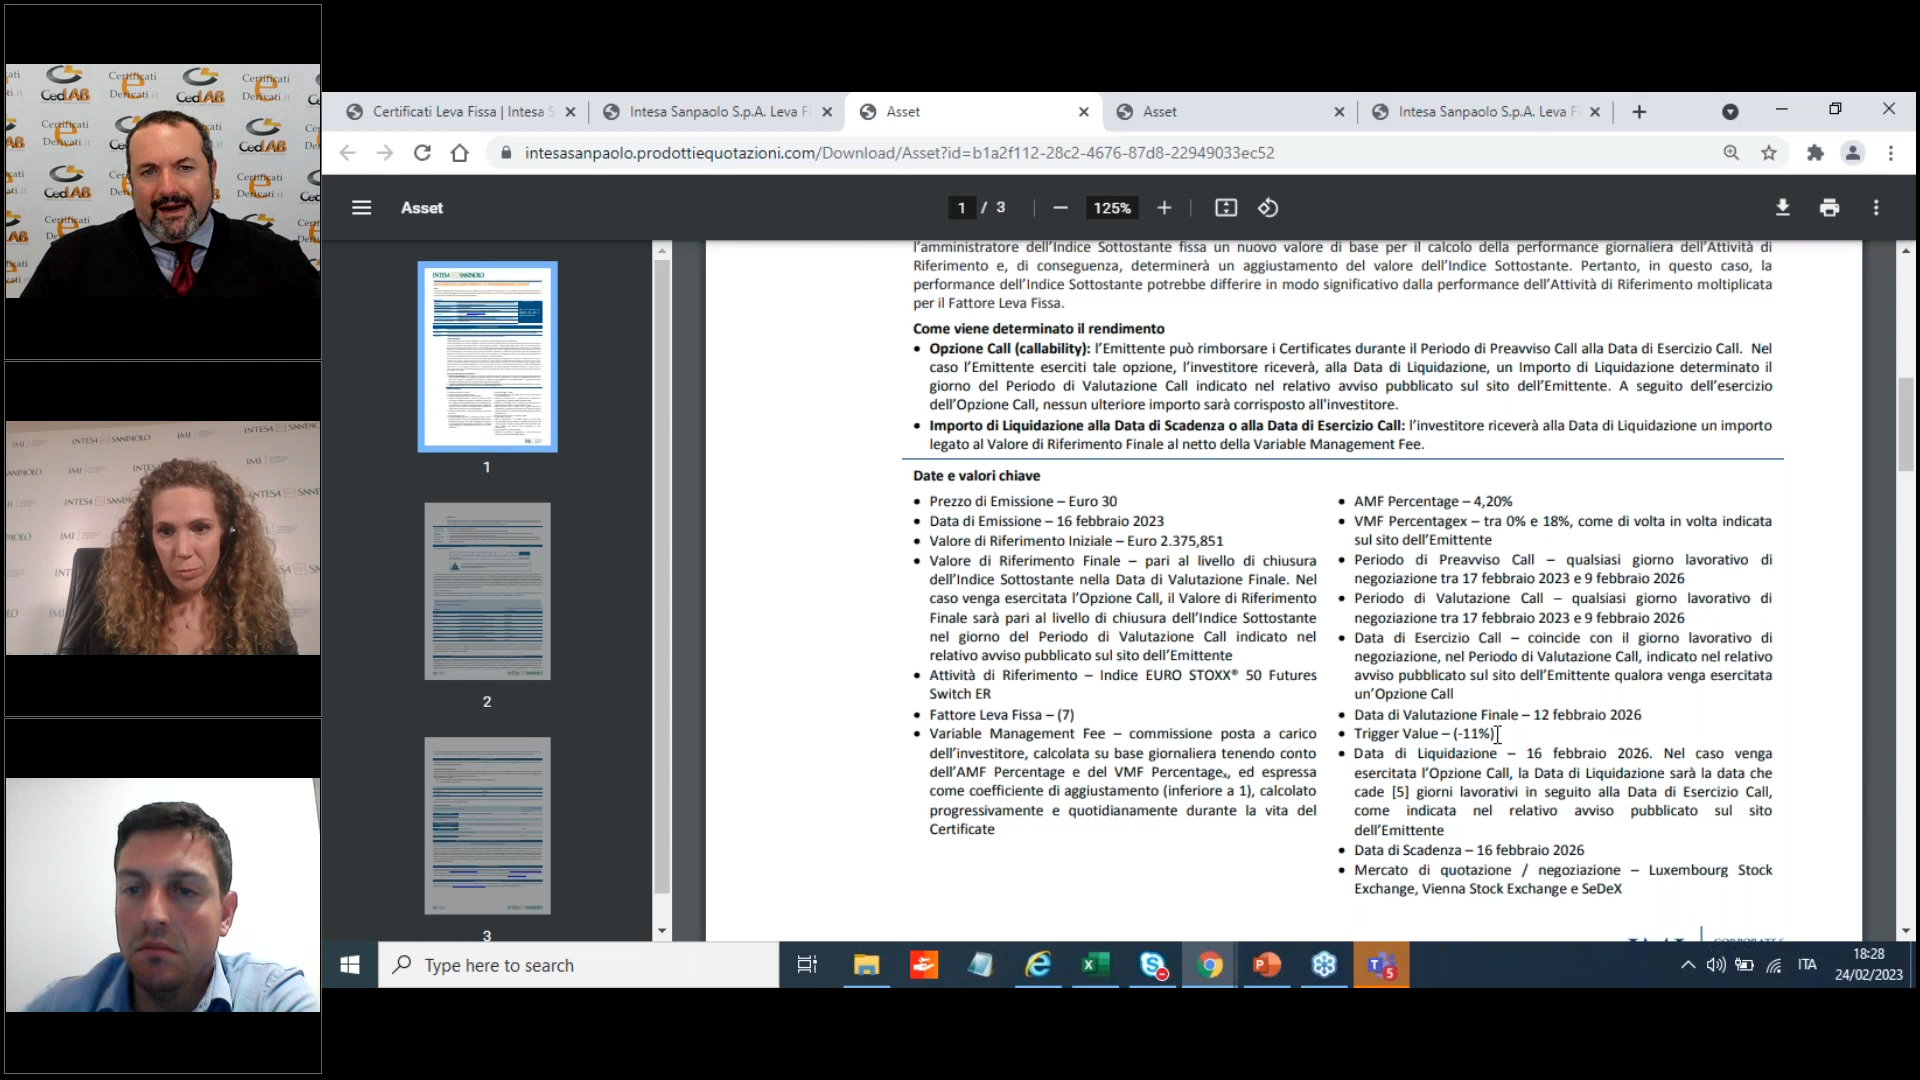 Certificati Leva Fissa | Intesa S
Intesa Sanpaolo S.p.A. Leva Fi
Asset
Asset
Intesa Sanpaolo S.p.A. Leva F
intesasanpaolo.prodottiequotazioni.com/Download/Asset?id=b1a2f112-28c2-4676-87d8-22949033ec52
Asset
1 / 3
125%
l'amministratore dell'Indice Sottostante fissa un nuovo valore di base per il calcolo della performance giornaliera dell'Attività di
Riferimento e, di conseguenza, determinerà un aggiustamento del valore dell'Indice Sottostante. Pertanto, in questo caso, la
performance dell'Indice Sottostante potrebbe differire in modo significativo dalla performance dell'Attività di Riferimento moltiplicata
per il Fattore Leva Fissa.
Come viene determinato il rendimento
• Opzione Call (callability): l'Emittente può rimborsare i Certificates durante il Periodo di Preavviso Call alla Data di Esercizio Call. Nel
caso l'Emittente eserciti tale opzione, l'investitore riceverà, alla Data di Liquidazione, un Importo di Liquidazione determinato il
giorno del Periodo di Valutazione Call indicato nel relativo avviso pubblicato sul sito dell'Emittente. A seguito dell'esercizio
dell'Opzione Call, nessun ulteriore importo sarà corrisposto all'investitore.
• Importo di Liquidazione alla Data di Scadenza o alla Data di Esercizio Call: l'investitore riceverà alla Data di Liquidazione un importo
legato al Valore di Riferimento Finale al netto della Variable Management Fee.
Date e valori chiave
• Prezzo di Emissione – Euro 30
• Data di Emissione – 16 febbraio 2023
• Valore di Riferimento Iniziale – Euro 2.375,851
• Valore di Riferimento Finale – pari al livello di chiusura
dell'Indice Sottostante nella Data di Valutazione Finale. Nel
caso venga esercitata l'Opzione Call, il Valore di Riferimento
Finale sarà pari al livello di chiusura dell'Indice Sottostante
nel giorno del Periodo di Valutazione Call indicato nel
relativo avviso pubblicato sul sito dell'Emittente
• Attività di Riferimento – Indice EURO STOXX® 50 Futures
Switch ER
• Fattore Leva Fissa – (7)
• Variable Management Fee – commissione posta a carico
dell'investitore, calcolata su base giornaliera tenendo conto
dell'AMF Percentage e del VMF Percentagex, ed espressa
come coefficiente di aggiustamento (inferiore a 1), calcolato
progressivamente e quotidianamente durante la vita del
Certificate
• AMF Percentage – 4,20%
• VMF Percentagex – tra 0% e 18%, come di volta in volta indicata
sul sito dell'Emittente
• Periodo di Preavviso Call – qualsiasi giorno lavorativo di
negoziazione tra 17 febbraio 2023 e 9 febbraio 2026
• Periodo di Valutazione Call – qualsiasi giorno lavorativo di
negoziazione tra 17 febbraio 2023 e 9 febbraio 2026
• Data di Esercizio Call – coincide con il giorno lavorativo di
negoziazione, nel Periodo di Valutazione Call, indicato nel relativo
avviso pubblicato sul sito dell'Emittente qualora venga esercitata
un'Opzione Call
• Data di Valutazione Finale – 12 febbraio 2026
• Trigger Value – (-11%)
• Data di Liquidazione – 16 febbraio 2026. Nel caso venga
esercitata l'Opzione Call, la Data di Liquidazione sarà la data che
cade [5] giorni lavorativi in seguito alla Data di Esercizio Call,
come indicata nel relativo avviso pubblicato sul sito
dell'Emittente
• Data di Scadenza – 16 febbraio 2026
• Mercato di quotazione / negoziazione – Luxembourg Stock
Exchange, Vienna Stock Exchange e SeDeX
1
2
3
Type here to search
ITA
18:28
24/02/2023
Certificati
Derivati.it
CedLAB
INTESA SANPAOLO
IMI